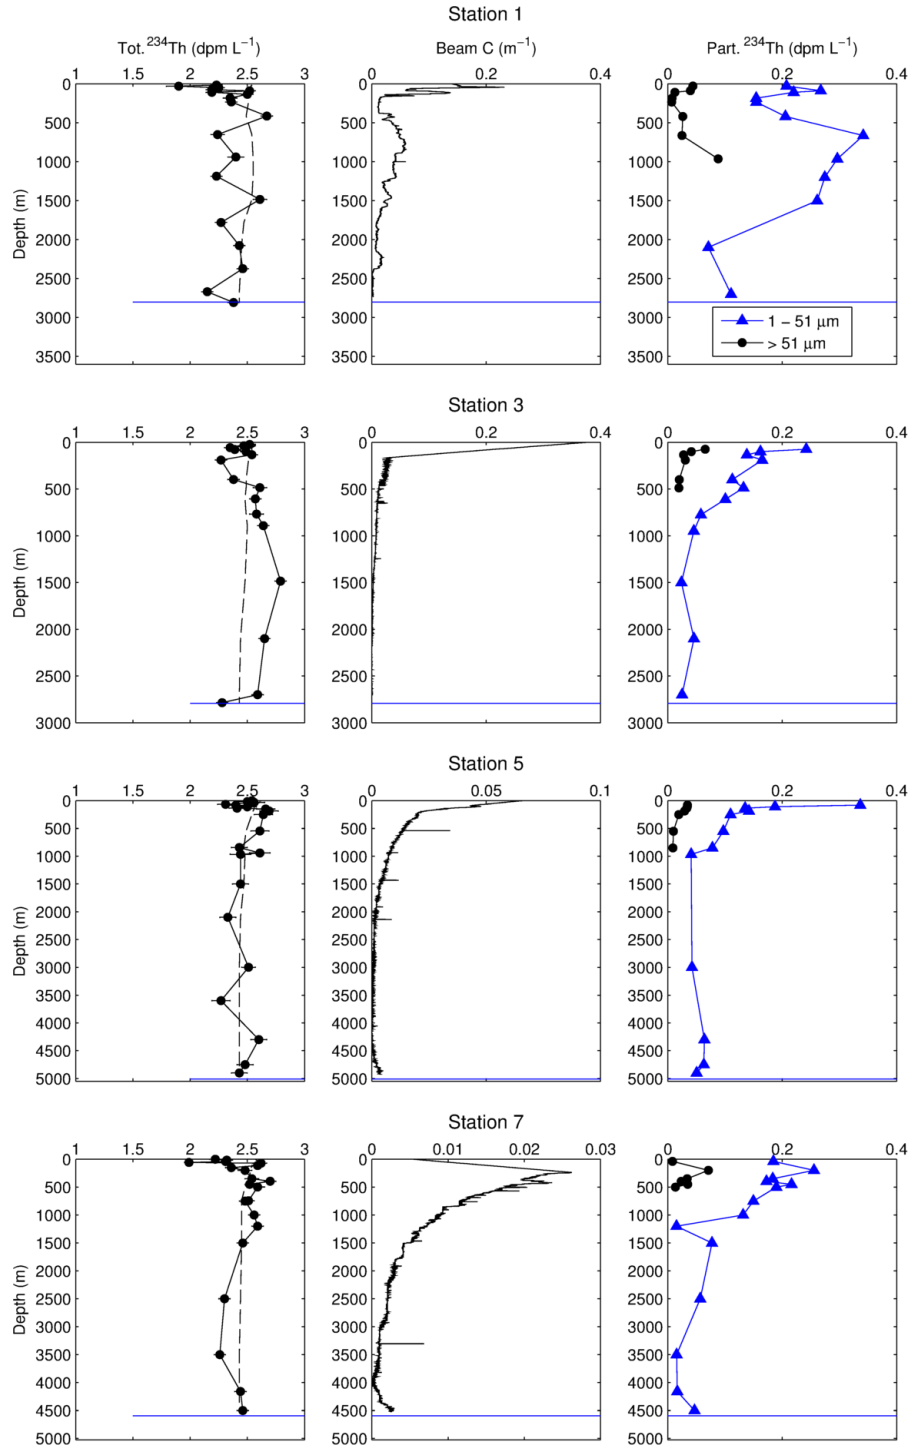 Station 1
Tot. ²³⁴Th (dpm L⁻¹) Beam C (m⁻¹) Part. ²³⁴Th (dpm L⁻¹)
1 1.5 2 2.5 3 0 0.2 0.4 0 0.2 0.4
0
500
1000
1500
2000
2500
3000
3500
Depth (m)
1 − 51 μm
> 51 μm
Station 3
1 1.5 2 2.5 3 0 0.2 0.4 0 0.2 0.4
0
500
1000
1500
2000
2500
3000
Depth (m)
Station 5
1 1.5 2 2.5 3 0 0.05 0.1 0 0.2 0.4
0
500
1000
1500
2000
2500
3000
3500
4000
4500
5000
Depth (m)
Station 7
1 1.5 2 2.5 3 0 0.01 0.02 0.03 0 0.2 0.4
0
500
1000
1500
2000
2500
3000
3500
4000
4500
5000
Depth (m)